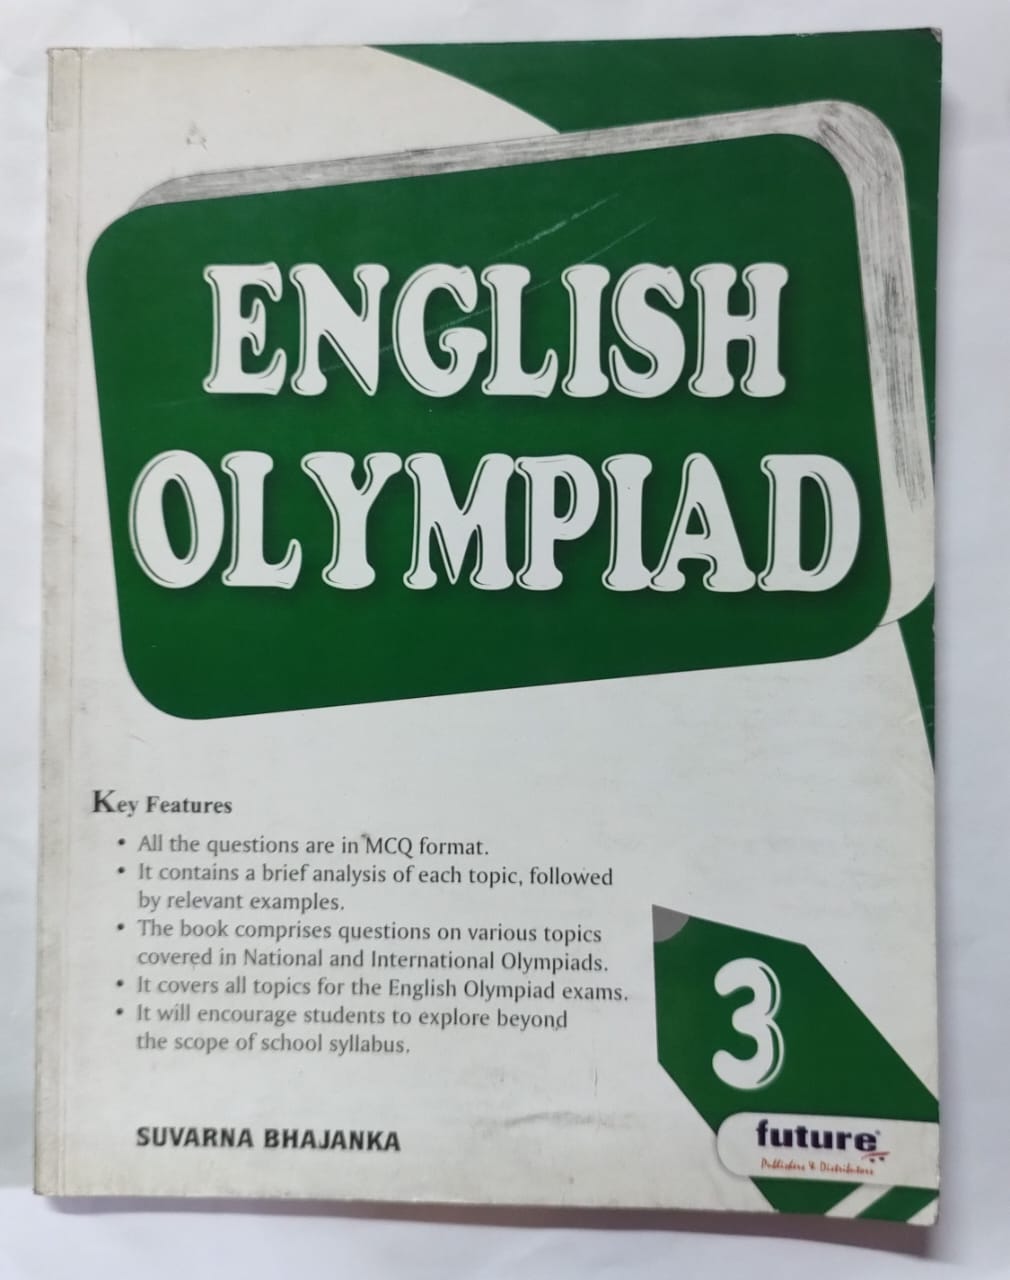 ENGLISH
OLYMPIAD
Key Features
• All the questions are in MCQ format.
• It contains a brief analysis of each topic, followed
by relevant examples.
• The book comprises questions on various topics
covered in National and International Olympiads.
• It covers all topics for the English Olympiad exams.
• It will encourage students to explore beyond
the scope of school syllabus.
3
SUVARNA BHAJANKA
future
Publishers & Distributors